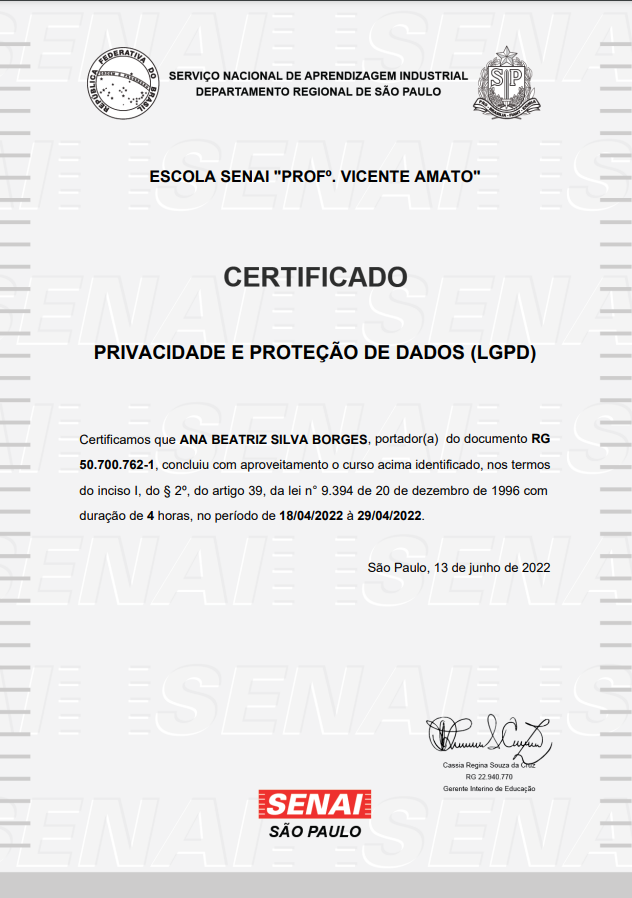 REPÚBLICA FEDERATIVA DO BRASIL
SERVIÇO NACIONAL DE APRENDIZAGEM INDUSTRIAL
DEPARTAMENTO REGIONAL DE SÃO PAULO
SP
ESCOLA SENAI "PROFº. VICENTE AMATO"
CERTIFICADO
PRIVACIDADE E PROTEÇÃO DE DADOS (LGPD)
Certificamos que ANA BEATRIZ SILVA BORGES, portador(a) do documento RG
50.700.762-1, concluiu com aproveitamento o curso acima identificado, nos termos
do inciso I, do § 2º, do artigo 39, da lei n° 9.394 de 20 de dezembro de 1996 com
duração de 4 horas, no período de 18/04/2022 à 29/04/2022.
São Paulo, 13 de junho de 2022
Cassia Regina Souza da Cruz
RG 22.940.770
Gerente Interino de Educação
SENAI
SÃO PAULO